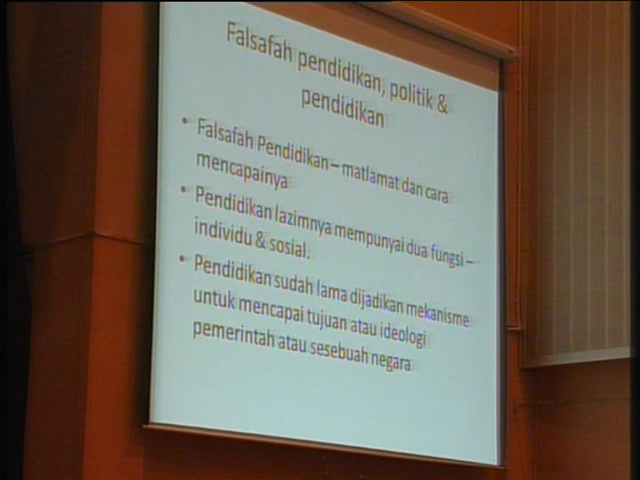 Falsafah pendidikan, politik &
pendidikan
• Falsafah Pendidikan – matlamat dan cara
mencapainya
• Pendidikan lazimnya mempunyai dua fungsi –
individu & sosial.
• Pendidikan sudah lama dijadikan mekanisme
untuk mencapai tujuan atau ideologi
pemerintah atau sesebuah negara